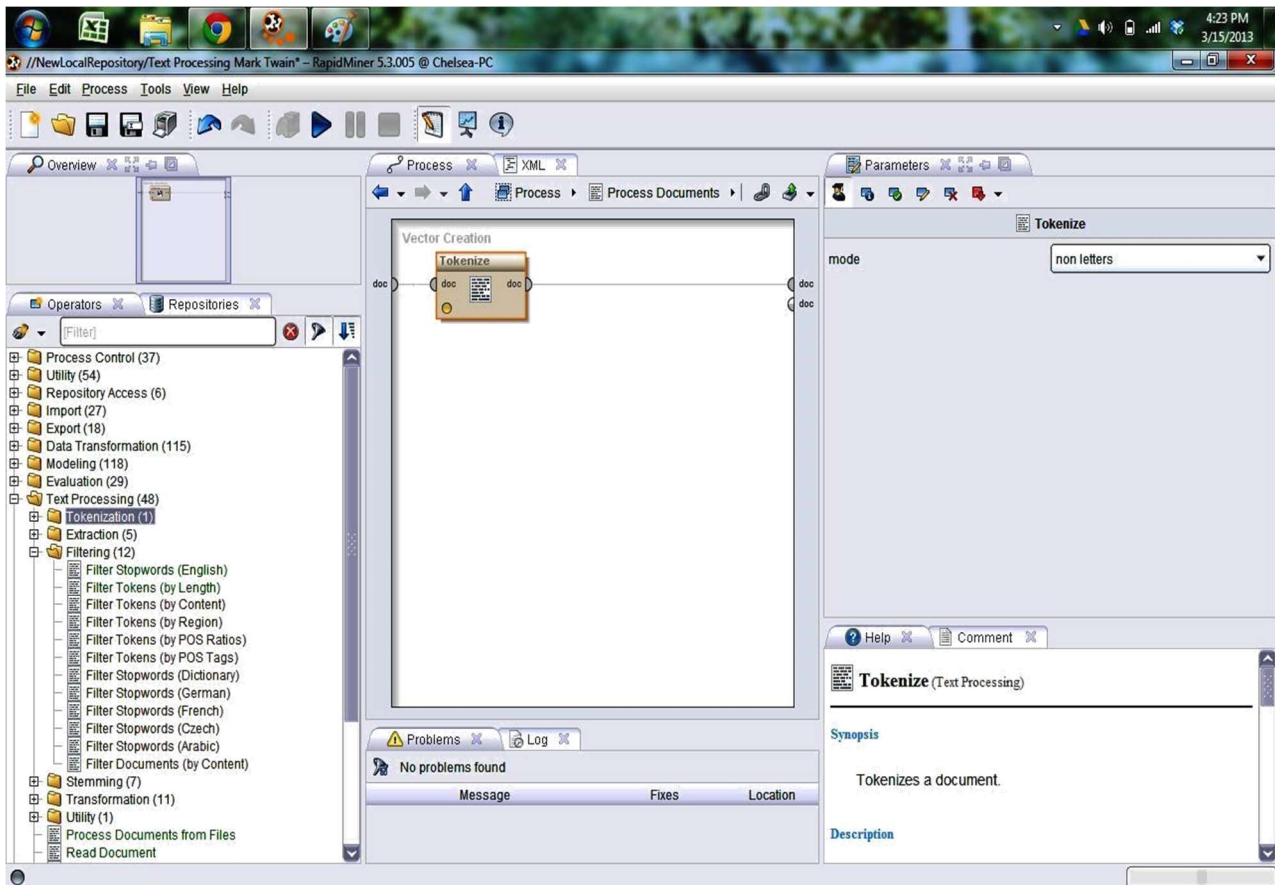 4:23 PM
3/15/2013
//NewLocalRepository/Text Processing Mark Twain* – RapidMiner 5.3.005 @ Chelsea-PC
File Edit Process Tools View Help
Overview
Operators
Repositories
[Filter]
Process Control (37)
Utility (54)
Repository Access (6)
Import (27)
Export (18)
Data Transformation (115)
Modeling (118)
Evaluation (29)
Text Processing (48)
Tokenization (1)
Extraction (5)
Filtering (12)
Filter Stopwords (English)
Filter Tokens (by Length)
Filter Tokens (by Content)
Filter Tokens (by Region)
Filter Tokens (by POS Ratios)
Filter Tokens (by POS Tags)
Filter Stopwords (Dictionary)
Filter Stopwords (German)
Filter Stopwords (French)
Filter Stopwords (Czech)
Filter Stopwords (Arabic)
Filter Documents (by Content)
Stemming (7)
Transformation (11)
Utility (1)
Process Documents from Files
Read Document
Process
XML
Process
Process Documents
Vector Creation
Tokenize
doc doc doc doc
doc
Problems
Log
No problems found
Message Fixes Location
Parameters
Tokenize
mode non letters
Help
Comment
Tokenize (Text Processing)
Synopsis
Tokenizes a document.
Description